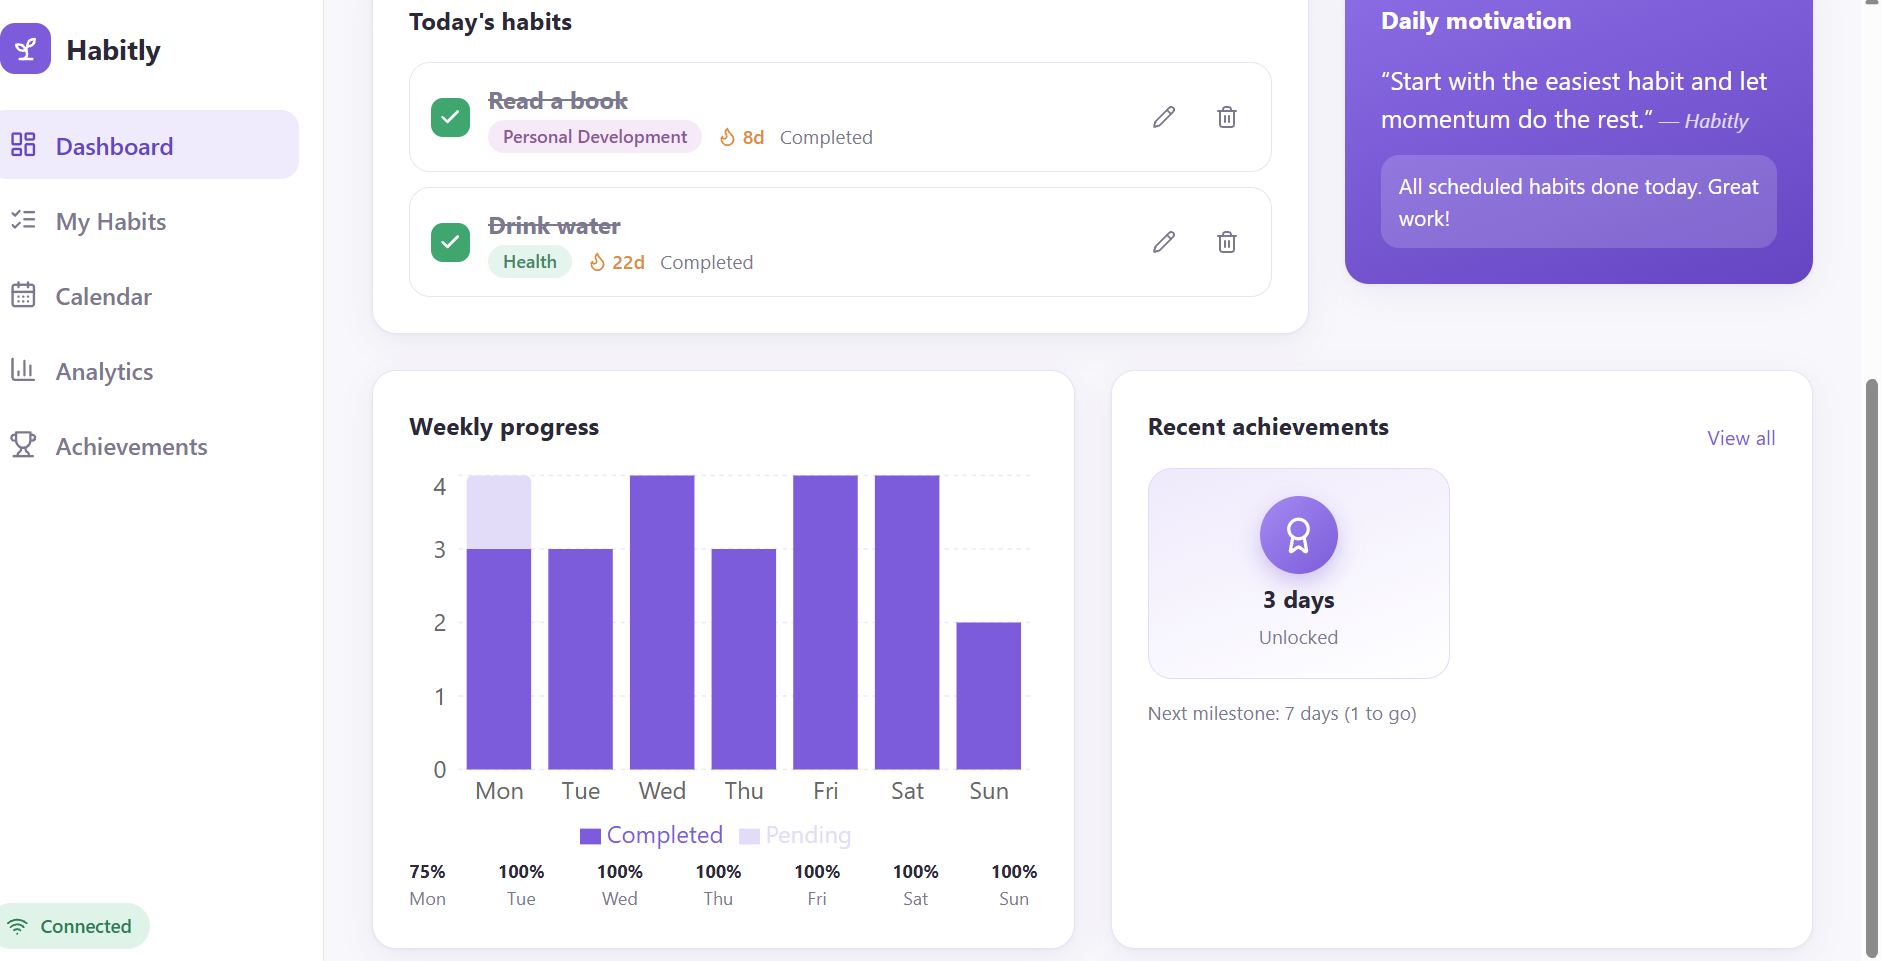 Habitly
Dashboard
My Habits
Calendar
Analytics
Achievements
Connected
Today's habits
Read a book
Personal Development 8d Completed
Drink water
Health 22d Completed
Daily motivation
“Start with the easiest habit and let
momentum do the rest.” — Habitly
All scheduled habits done today. Great
work!
Weekly progress
4
3
2
1
0
Mon Tue Wed Thu Fri Sat Sun
Completed Pending
75% 100% 100% 100% 100% 100% 100%
Mon Tue Wed Thu Fri Sat Sun
Recent achievements
View all
3 days
Unlocked
Next milestone: 7 days (1 to go)